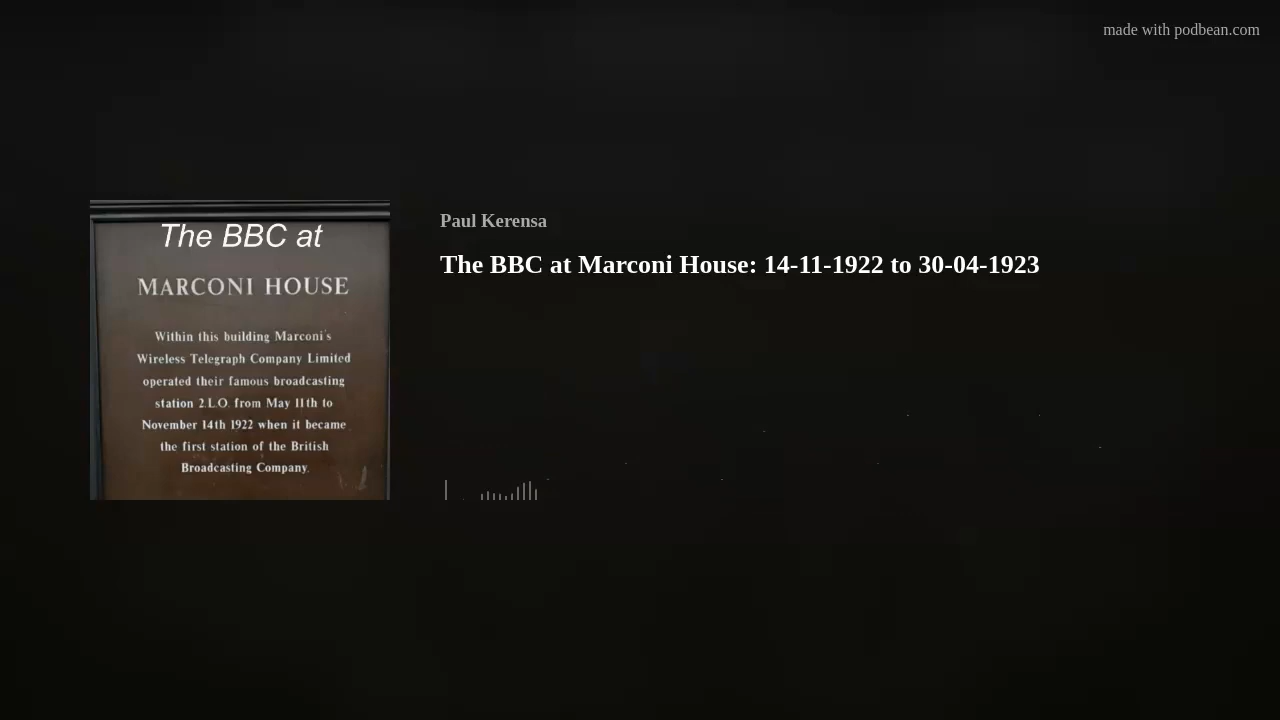 made with podbean.com
The BBC at
MARCONI HOUSE
Within this building Marconi's
Wireless Telegraph Company Limited
operated their famous broadcasting
station 2.L.O. from May 11th to
November 14th 1922 when it became
the first station of the British
Broadcasting Company.
Paul Kerensa
The BBC at Marconi House: 14-11-1922 to 30-04-1923